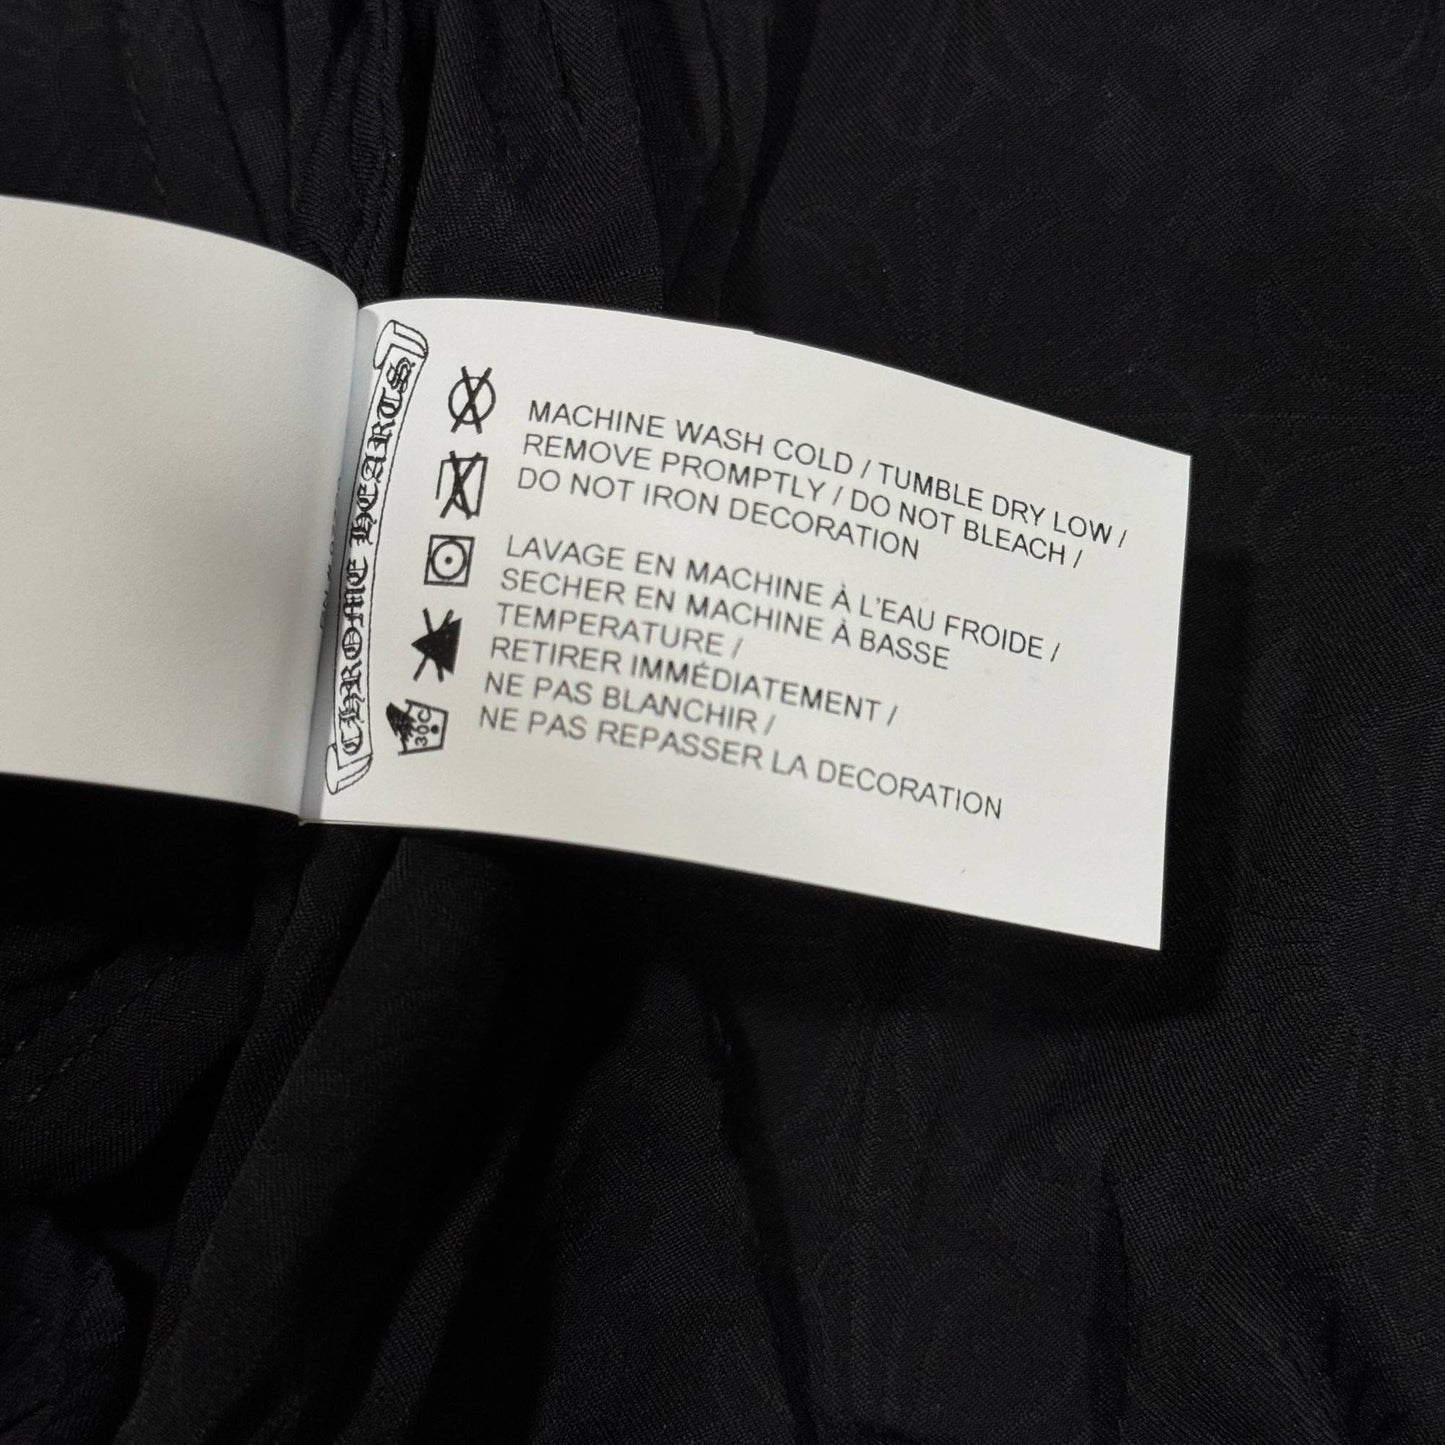 CHROME HEARTS
MACHINE WASH COLD / TUMBLE DRY LOW /
REMOVE PROMPTLY / DO NOT BLEACH /
DO NOT IRON DECORATION
LAVAGE EN MACHINE À L'EAU FROIDE /
SECHER EN MACHINE À BASSE
TEMPERATURE /
RETIRER IMMÉDIATEMENT /
NE PAS BLANCHIR /
NE PAS REPASSER LA DECORATION
30C